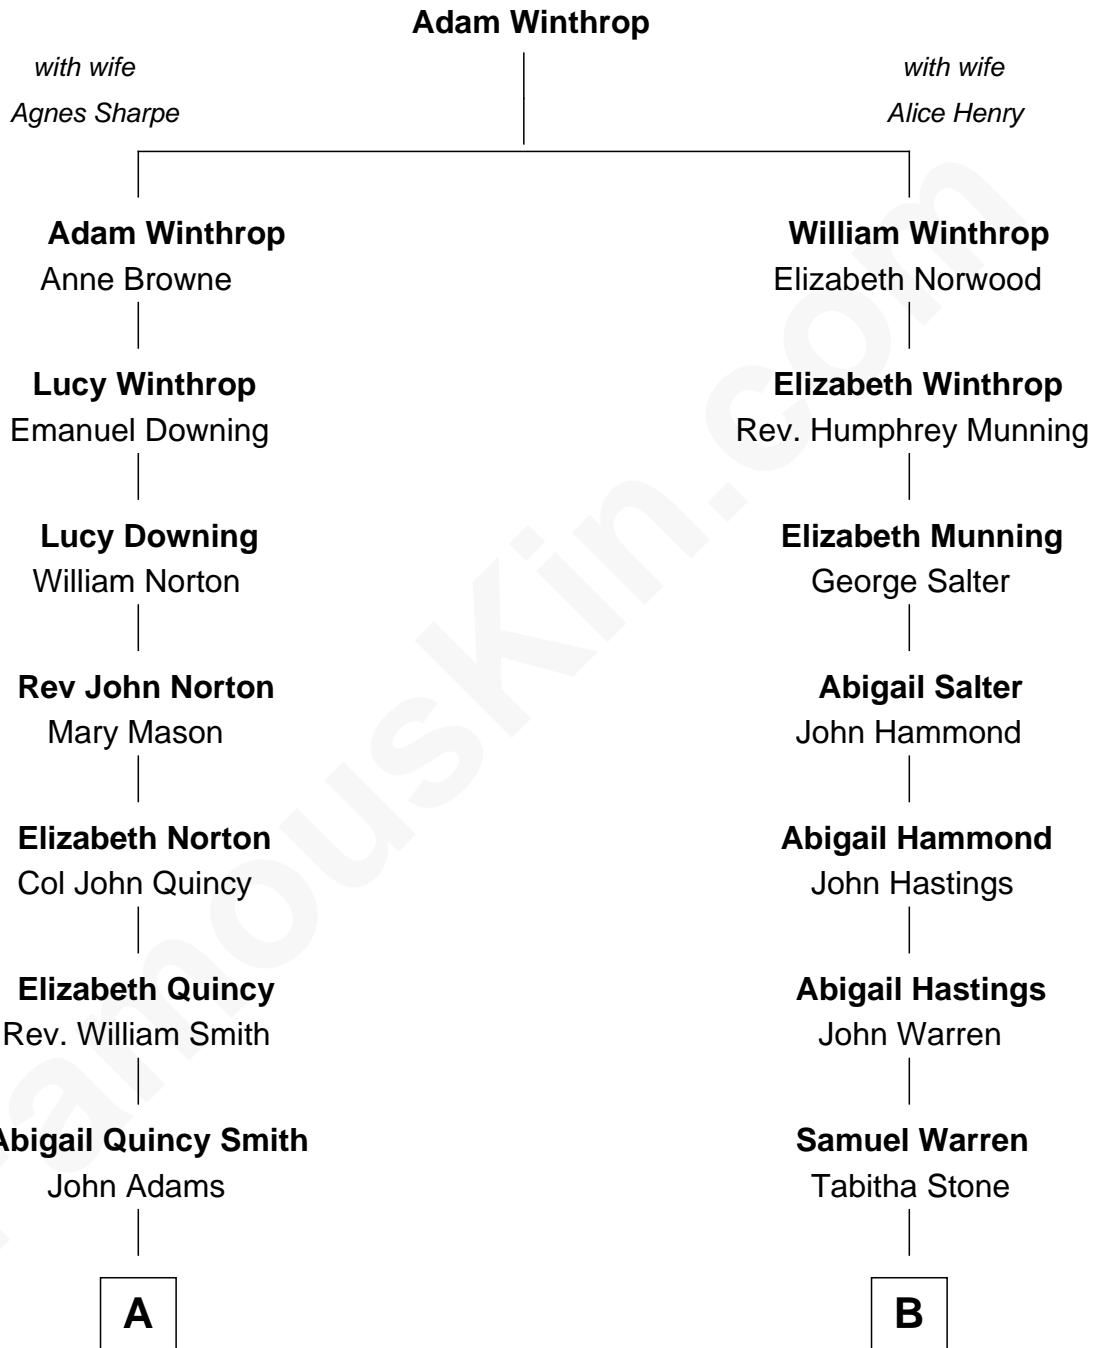 Adam Winthrop
with wife
Agnes Sharpe
with wife
Alice Henry
Adam Winthrop
Anne Browne
William Winthrop
Elizabeth Norwood
Lucy Winthrop
Emanuel Downing
Elizabeth Winthrop
Rev. Humphrey Munning
Lucy Downing
William Norton
Elizabeth Munning
George Salter
Rev John Norton
Mary Mason
Abigail Salter
John Hammond
Elizabeth Norton
Col John Quincy
Abigail Hammond
John Hastings
Elizabeth Quincy
Rev. William Smith
Abigail Hastings
John Warren
Abigail Quincy Smith
John Adams
Samuel Warren
Tabitha Stone
A
B
FamousKin.com